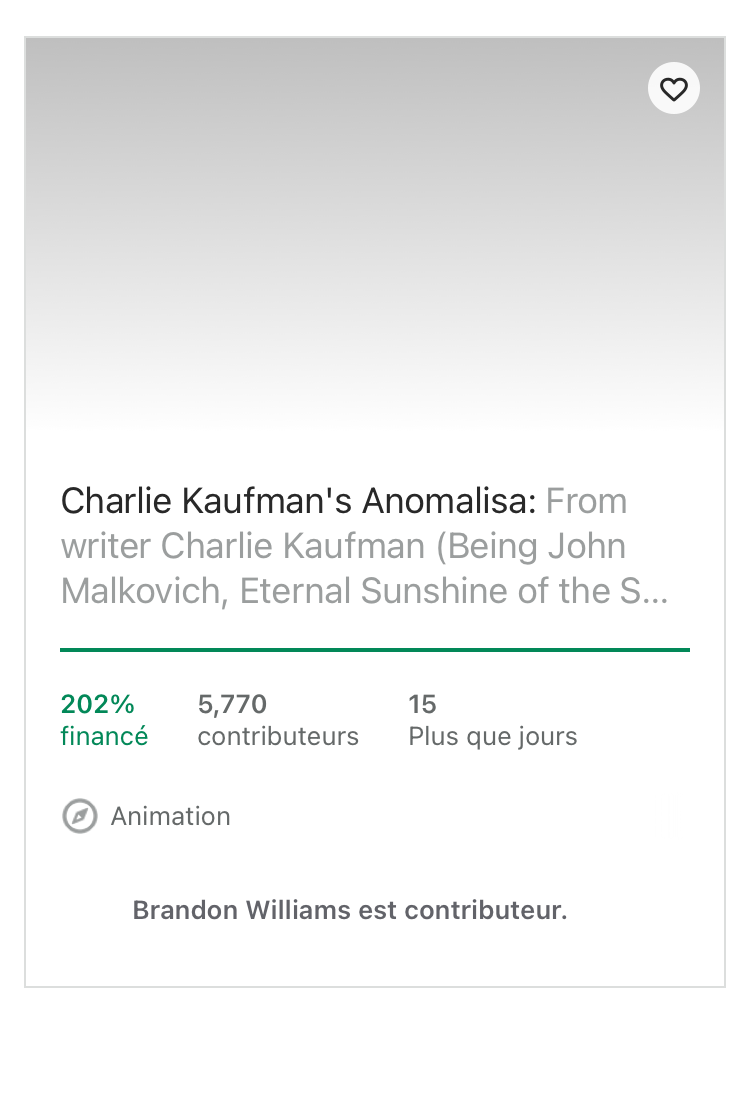 Charlie Kaufman's Anomalisa: From
writer Charlie Kaufman (Being John
Malkovich, Eternal Sunshine of the S...
202% 5,770 15
financé contributeurs Plus que jours
Animation
Brandon Williams est contributeur.